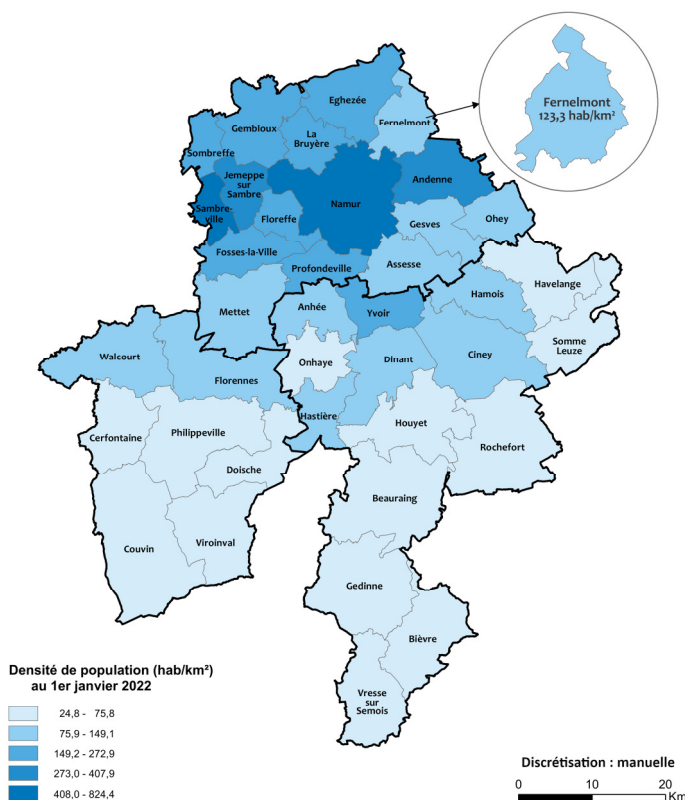 Fernelmont
123,3 hab/km²
Eghezée
Fernelmont
Gembloux
La
Bruyère
Sombreffe
Jemeppe
sur
Sambre
Andenne
Namur
Sambre-
ville
Floreffe
Gesves
Ohey
Fosses-la-Ville
Profondeville
Assesse
Havelange
Hamois
Mettet
Anhée
Yvoir
Somme
Leuze
Walcourt
Onhaye
Dinant
Ciney
Florennes
Hastière
Houyet
Cerfontaine
Philippeville
Rochefort
Doische
Beauraing
Couvin
Viroinval
Gedinne
Bièvre
Vresse
sur
Semois
Densité de population (hab/km²)
au 1er janvier 2022
24,8 - 75,8
75,9 - 149,1
149,2 - 272,9
273,0 - 407,9
408,0 - 824,4
Discrétisation : manuelle
0 10 20
Km